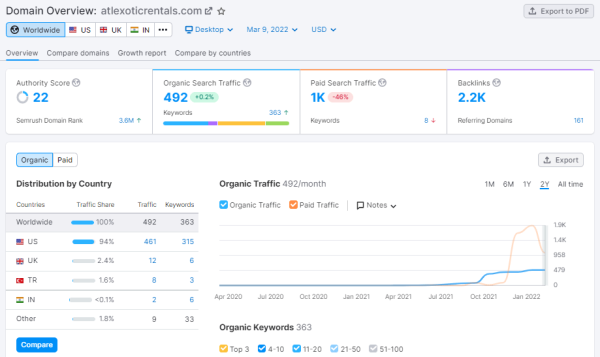 Domain Overview: atlexoticrentals.com
Export to PDF
Worldwide US UK IN •••
Desktop Mar 9, 2022 USD
Overview Compare domains Growth report Compare by countries
Authority Score
22
Semrush Domain Rank 3.6M ↑
Organic Search Traffic
492 +0.2%
Keywords 363 ↑
Paid Search Traffic
1K -46%
Keywords 8 ↓
Backlinks
2.2K
Referring Domains 161
Organic Paid
Export
Distribution by Country
Countries Traffic Share Traffic Keywords
Worldwide 100% 492 363
US 94% 461 315
UK 2.4% 12 6
TR 1.6% 8 3
IN <0.1% 2 6
Other 1.8% 9 33
Compare
Organic Traffic 492/month
1M 6M 1Y 2Y All time
Organic Traffic Paid Traffic Notes
1.9K
1.4K
958
479
0
Apr 2020 Jul 2020 Oct 2020 Jan 2021 Apr 2021 Jul 2021 Oct 2021 Jan 2022
Organic Keywords 363
Top 3 4-10 11-20 21-50 51-100